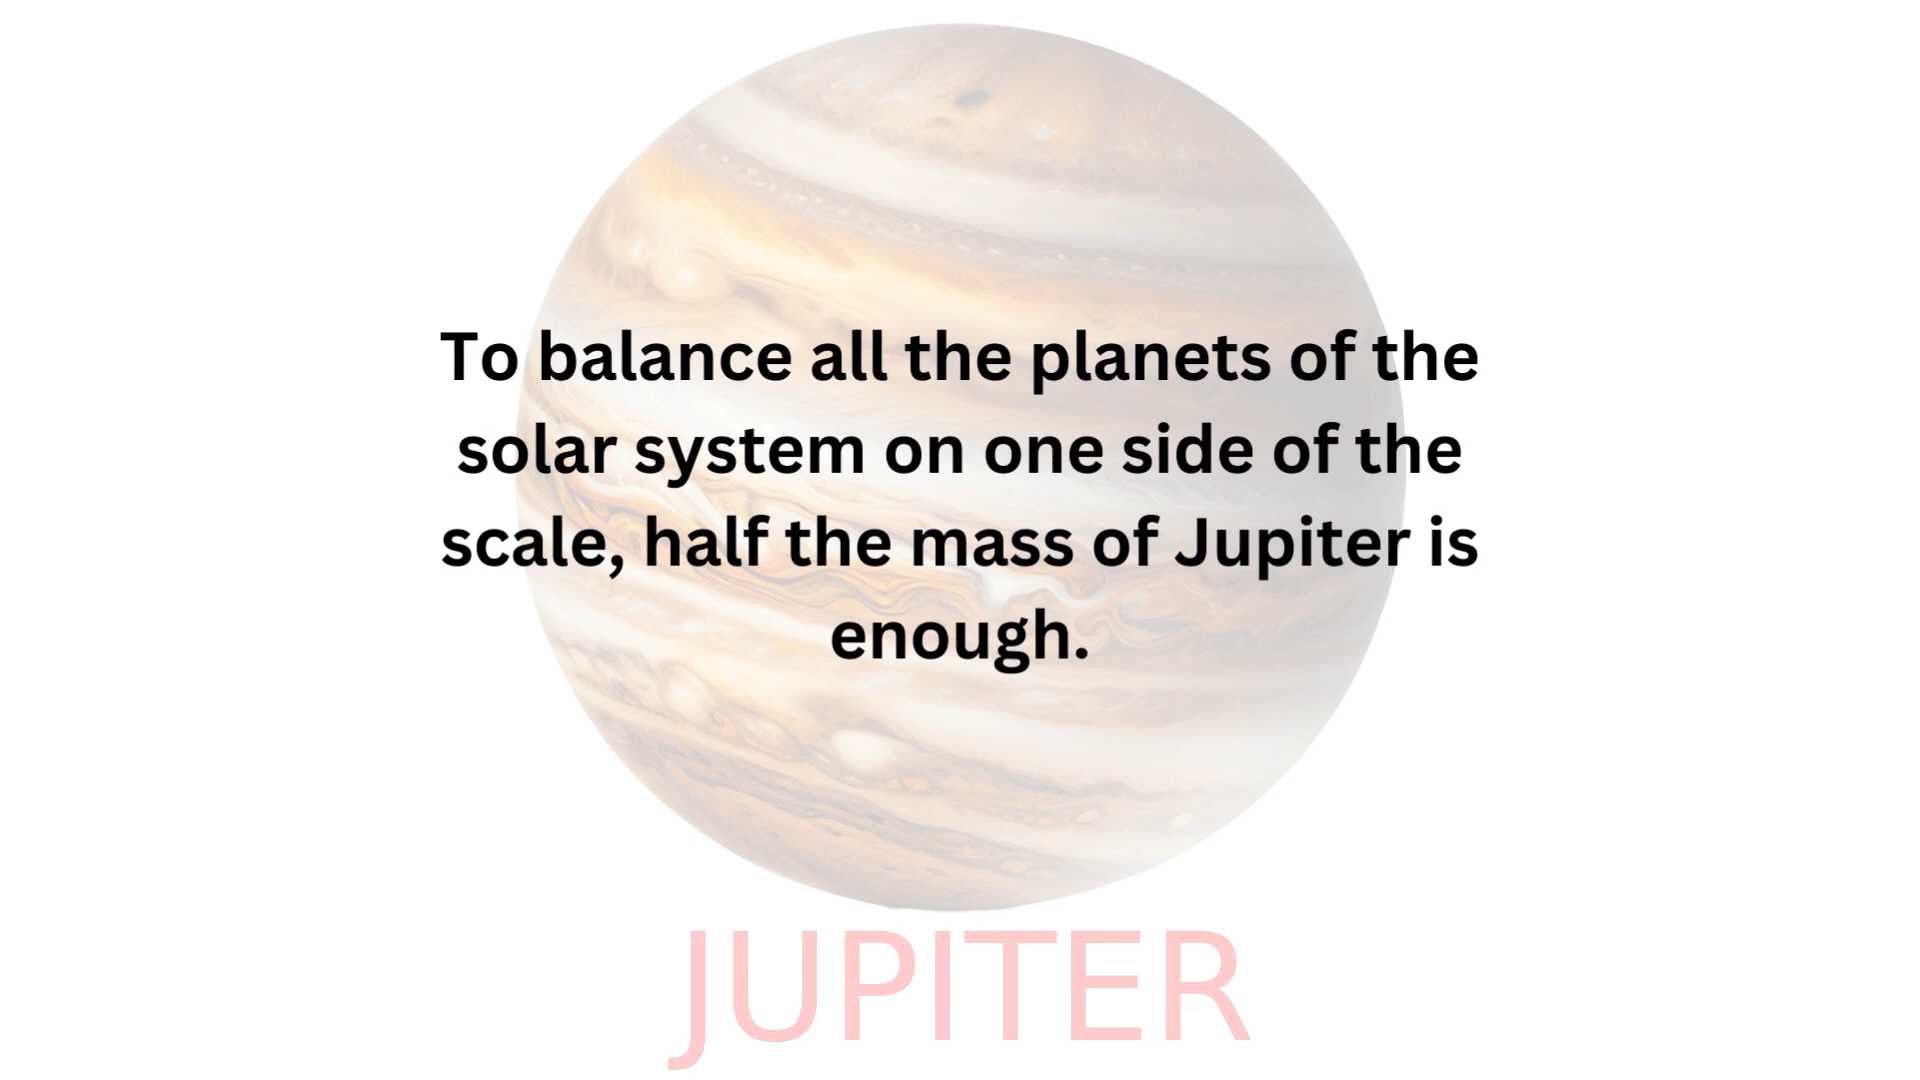 To balance all the planets of the
solar system on one side of the
scale, half the mass of Jupiter is
enough.
JUPITER